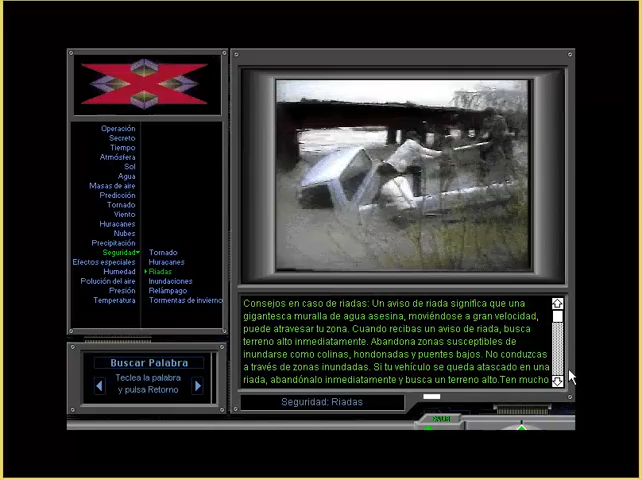 Operación
Secreto
Tiempo
Atmósfera
Sol
Agua
Masas de aire
Predicción
Tornado
Viento
Huracanes
Nubes
Precipitación
Seguridad
Efectos especiales
Humedad
Polución del aire
Presión
Temperatura
Tornado
Huracanes
Riadas
Inundaciones
Relámpago
Tormentas de invierno
Consejos en caso de riadas: Un aviso de riada significa que una
gigantesca muralla de agua asesina, moviéndose a gran velocidad,
puede atravesar tu zona. Cuando recibas un aviso de riada, busca
terreno alto inmediatamente. Abandona zonas susceptibles de
inundarse como colinas, hondonadas y puentes bajos. No conduzcas
a través de zonas inundadas. Si tu vehículo se queda atascado en una
riada, abandónalo inmediatamente y busca un terreno alto.Ten mucho
Buscar Palabra
Teclea la palabra
y pulsa Retorno
Seguridad: Riadas